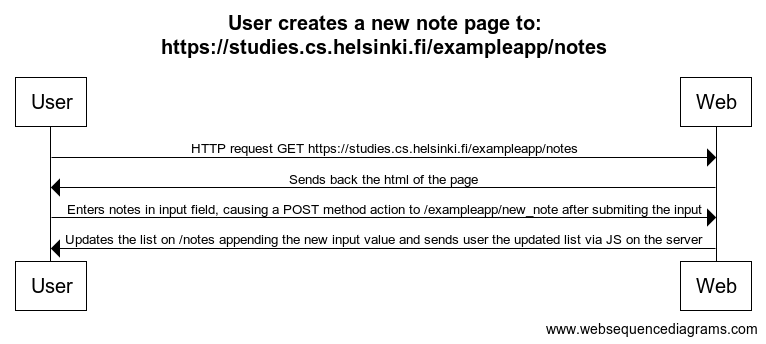 User creates a new note page to:
https://studies.cs.helsinki.fi/exampleapp/notes
User
Web
HTTP request GET https://studies.cs.helsinki.fi/exampleapp/notes
Sends back the html of the page
Enters notes in input field, causing a POST method action to /exampleapp/new_note after submiting the input
Updates the list on /notes appending the new input value and sends user the updated list via JS on the server
User
Web
www.websequencediagrams.com